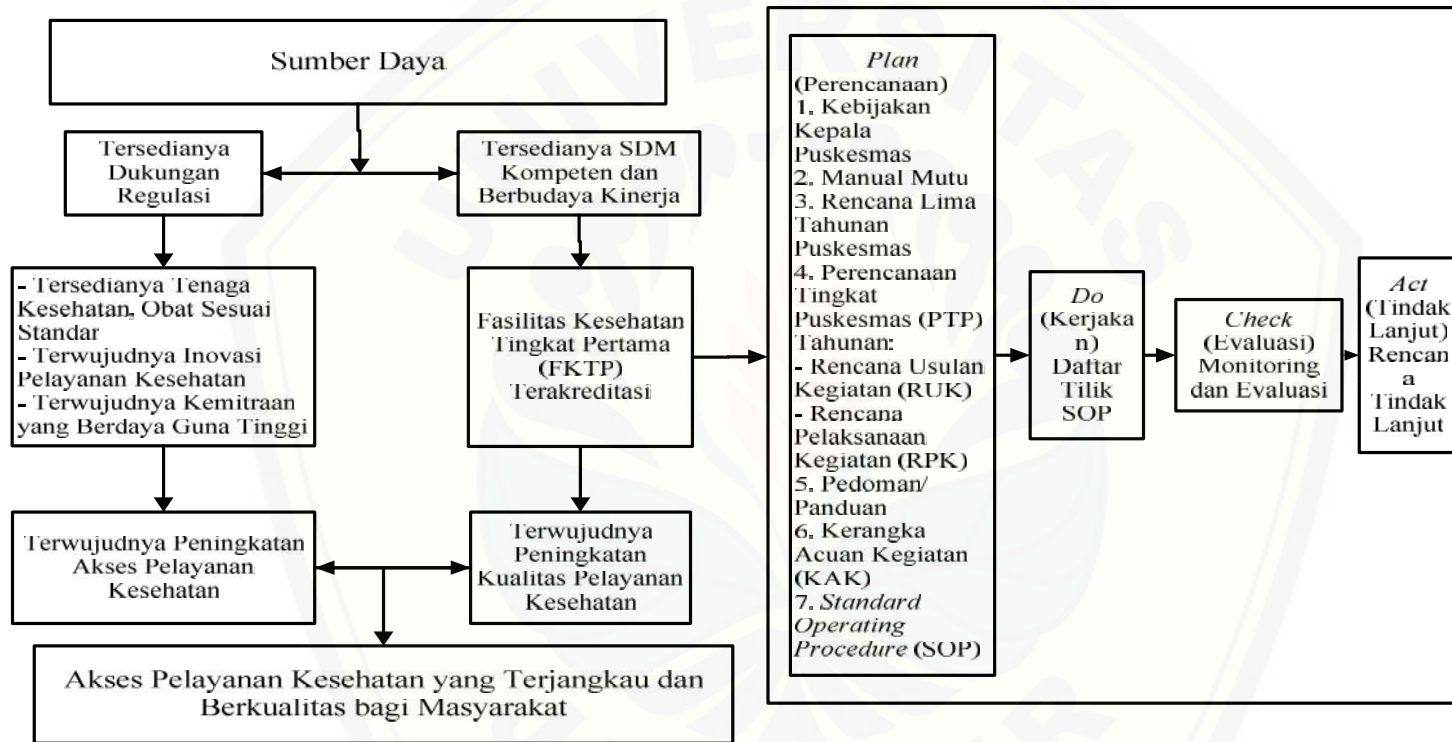 Sumber Daya
Tersedianya
Dukungan
Regulasi
Tersedianya SDM
Kompeten dan
Berbudaya Kinerja
- Tersedianya Tenaga
Kesehatan, Obat Sesuai
Standar
- Terwujudnya Inovasi
Pelayanan Kesehatan
- Terwujudnya Kemitraan
yang Berdaya Guna Tinggi
Fasilitas Kesehatan
Tingkat Pertama
(FKTP)
Terakreditasi
Terwujudnya Peningkatan
Akses Pelayanan
Kesehatan
Terwujudnya
Peningkatan
Kualitas Pelayanan
Kesehatan
Akses Pelayanan Kesehatan yang Terjangkau dan
Berkualitas bagi Masyarakat
Plan
(Perencanaan)
1. Kebijakan
Kepala
Puskesmas
2. Manual Mutu
3. Rencana Lima
Tahunan
Puskesmas
4. Perencanaan
Tingkat
Puskesmas (PTP)
Tahunan:
- Rencana Usulan
Kegiatan (RUK)
- Rencana
Pelaksanaan
Kegiatan (RPK)
5. Pedoman/
Panduan
6. Kerangka
Acuan Kegiatan
(KAK)
7. Standard
Operating
Procedure (SOP)
Do
(Kerjaka
n)
Daftar
Tilik
SOP
Check
(Evaluasi)
Monitoring
dan Evaluasi
Act
(Tindak
Lanjut)
Rencan
a
Tindak
Lanjut
UNIVERSITAS